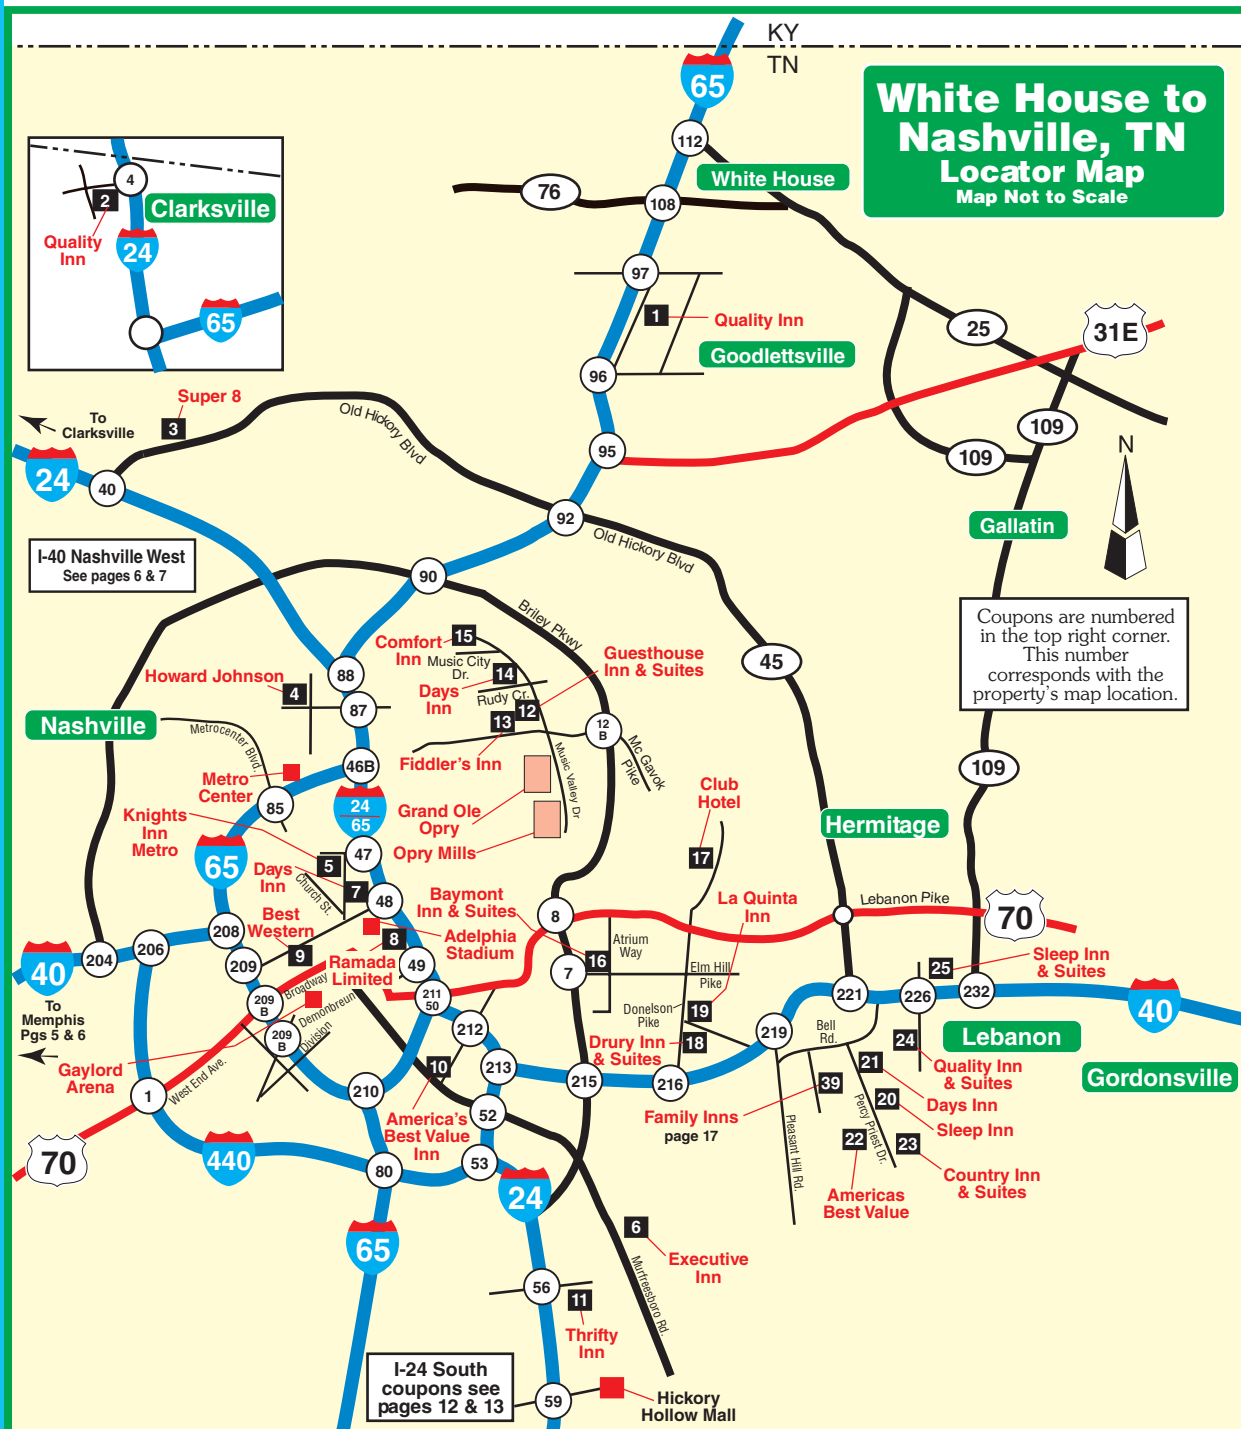 KY
TN
65
White House to
Nashville, TN
Locator Map
Map Not to Scale
112
White House
76
108
4
2
Clarksville
Quality
Inn
24
65
97
1
Quality Inn
Goodlettsville
96
25
31E
109
109
N
Super 8
3
To
Clarksville
Old Hickory Blvd
24
40
95
92
Old Hickory Blvd
Gallatin
I-40 Nashville West
See pages 6 & 7
90
Briley Pkwy
Coupons are numbered
in the top right corner.
This number
corresponds with the
property's map location.
45
15
Comfort
Inn
Music City
Dr.
14
Days
Inn
Rudy Cr.
Guesthouse
Inn & Suites
12
13
Fiddler's Inn
12
B
Mc Gavok
Pike
Music Valley Dr
Howard Johnson
4
88
87
Nashville
Metrocenter Blvd.
Metro
Center
46B
85
24
65
Grand Ole
Opry
Opry Mills
109
Club
Hotel
17
Hermitage
Knights
Inn
Metro
65
5
47
Days
Inn
7
Church St.
48
Baymont
Inn & Suites
8
La Quinta
Inn
Lebanon Pike
70
Best
Western
9
8
Adelphia
Stadium
Ramada
Limited
49
208
206
204
40
209
Atrium
Way
16
7
Elm Hill
Pike
Sleep Inn
& Suites
25
To
Memphis
Pgs 5 & 6
209
B
Broadway
Demonbreun
Division
209
B
211
50
212
Donelson
Pike
19
18
Drury Inn
& Suites
219
221
226
232
40
Bell
Rd.
24
Lebanon
Quality Inn
& Suites
Gordonsville
Gaylord
Arena
1
West End Ave.
210
10
213
215
216
21
Days Inn
39
Family Inns
page 17
20
Sleep Inn
Percy Priest Dr.
America's
Best Value
Inn
52
53
22
23
Country Inn
& Suites
Americas
Best Value
Pleasant Hill Rd.
70
440
80
24
65
6
Executive
Inn
Murfreesboro Rd.
56
11
Thrifty
Inn
I-24 South
coupons see
pages 12 & 13
59
Hickory
Hollow Mall